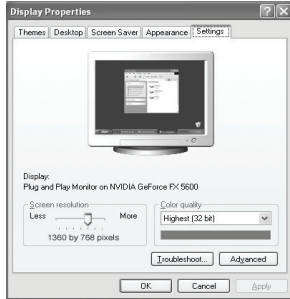 Display Properties
Themes Desktop Screen Saver Appearance Settings
Display:
Plug and Play Monitor on NVIDIA GeForce FX 5600
Screen resolution
Less More
1360 by 768 pixels
Color quality
Highest (32 bit)
Troubleshoot... Advanced
OK Cancel Apply